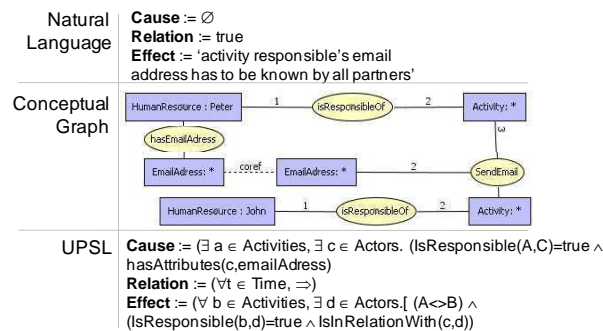 Natural Language
Cause := ∅
Relation := true
Effect := ‘activity responsible’s email
address has to be known by all partners’
Conceptual Graph
HumanResource : Peter 1 isResponsibleOf 2 Activity: *
hasEmailAdress
3
EmailAdress: * coref EmailAdress: * 2 SendEmail
HumanResource : John 1 isResponsibleOf 2 Activity: *
UPSL
Cause := (∃ a ∈ Activities, ∃ c ∈ Actors. (IsResponsible(A,C)=true ∧
hasAttributes(c,emailAdress)
Relation := (∀t ∈ Time, ⇒)
Effect := (∀ b ∈ Activities, ∃ d ∈ Actors.[ (A<>B) ∧
(IsResponsible(b,d)=true ∧ IsInRelationWith(c,d))